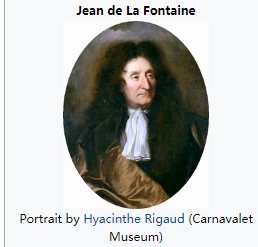 Jean de La Fontaine
Portrait by Hyacinthe Rigaud (Carnavalet
Museum)